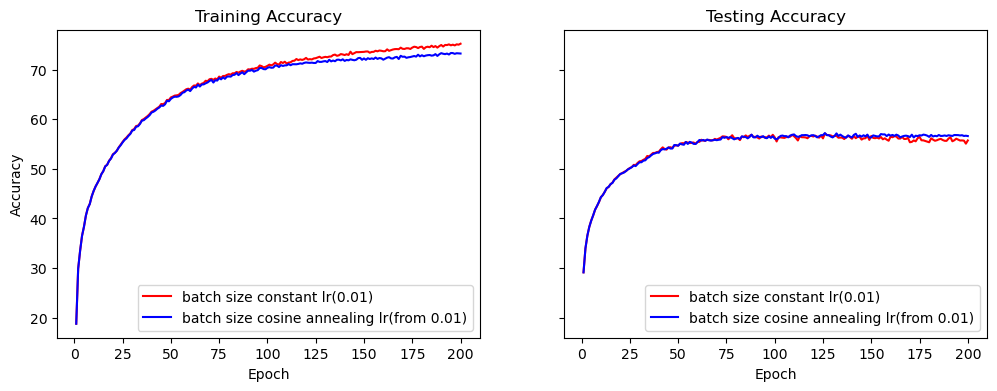 Training Accuracy
Accuracy
70
60
50
40
30
20
0
25
50
75
100
125
150
175
200
Epoch
batch size constant lr(0.01)
batch size cosine annealing lr(from 0.01)
Testing Accuracy
0
25
50
75
100
125
150
175
200
Epoch
batch size constant lr(0.01)
batch size cosine annealing lr(from 0.01)